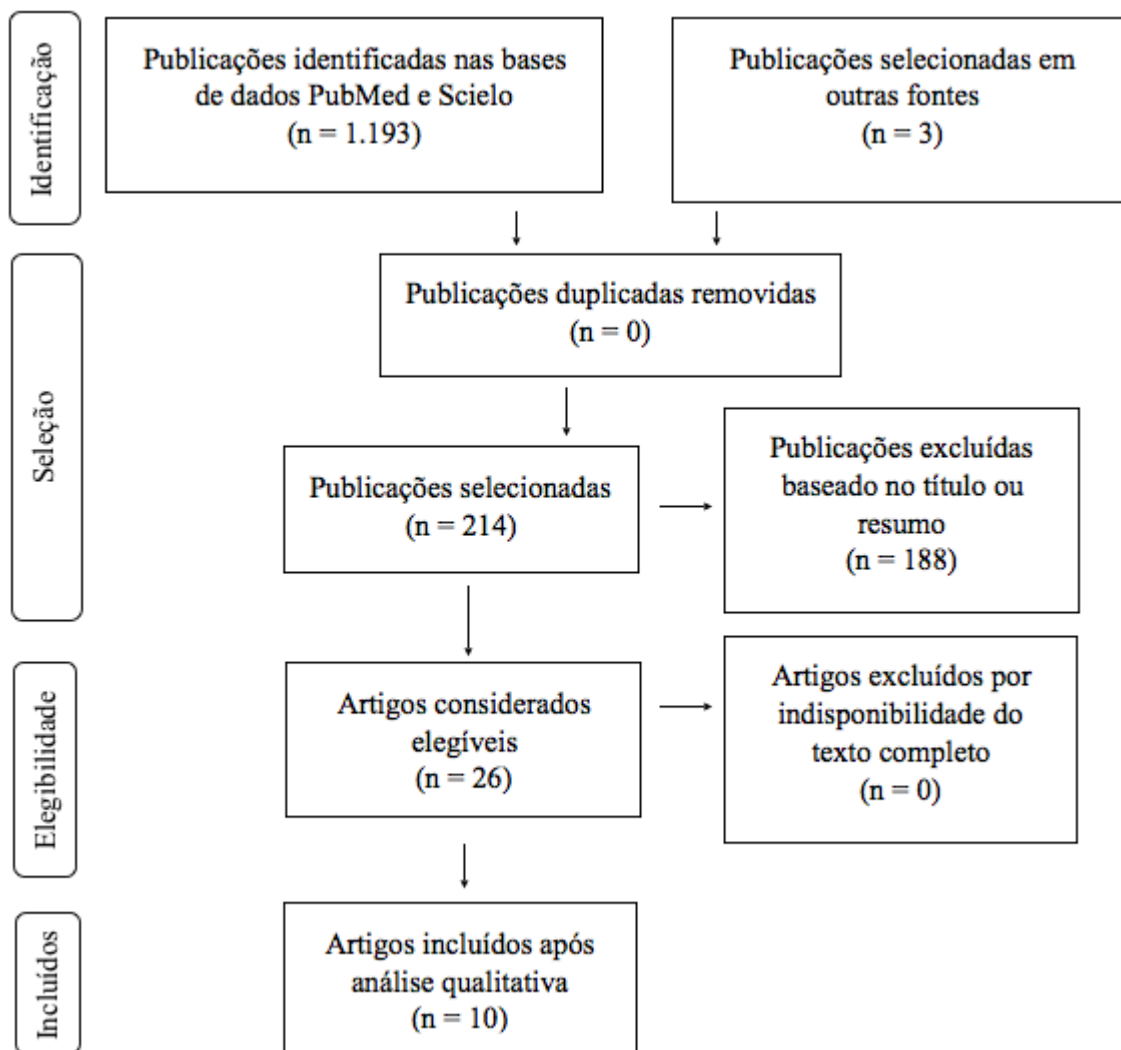 Identificação
Publicações identificadas nas bases
de dados PubMed e Scielo
(n = 1.193)
Publicações selecionadas em
outras fontes
(n = 3)
Seleção
Publicações duplicadas removidas
(n = 0)
Publicações selecionadas
(n = 214)
Publicações excluídas
baseado no título ou
resumo
(n = 188)
Elegibilidade
Artigos considerados
elegíveis
(n = 26)
Artigos excluídos por
indisponibilidade do
texto completo
(n = 0)
Incluídos
Artigos incluídos após
análise qualitativa
(n = 10)